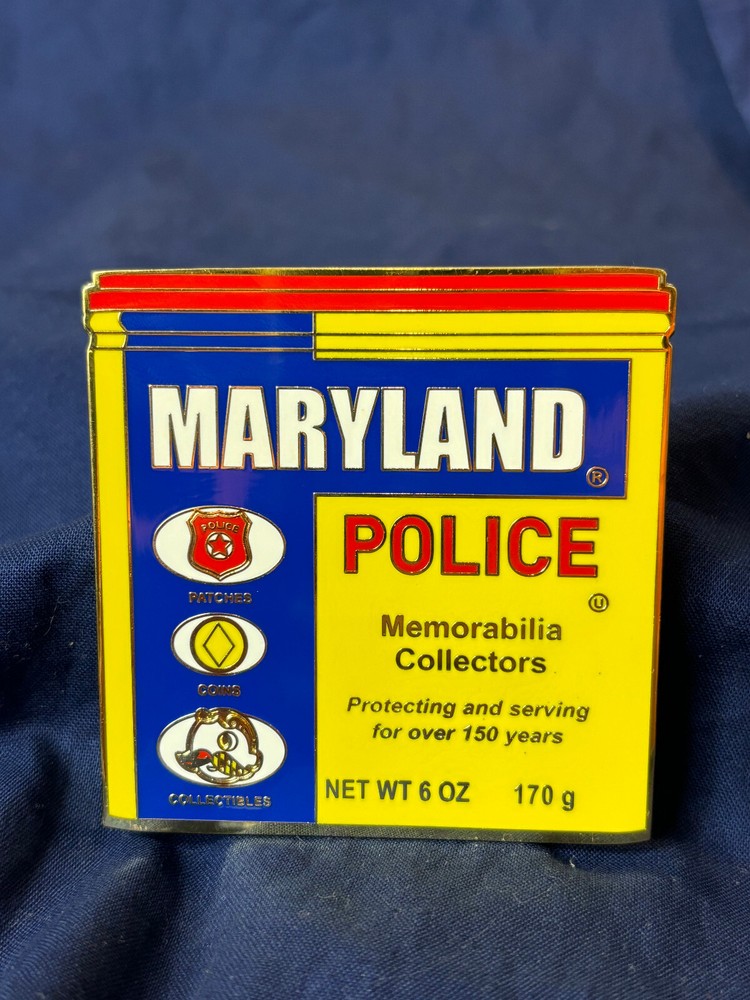 MARYLAND
®
POLICE
POLICE
PATCHES
Ⓤ
Memorabilia
Collectors
COINS
Protecting and serving
for over 150 years
COLLECTIBLES
NET WT 6 OZ 170 g